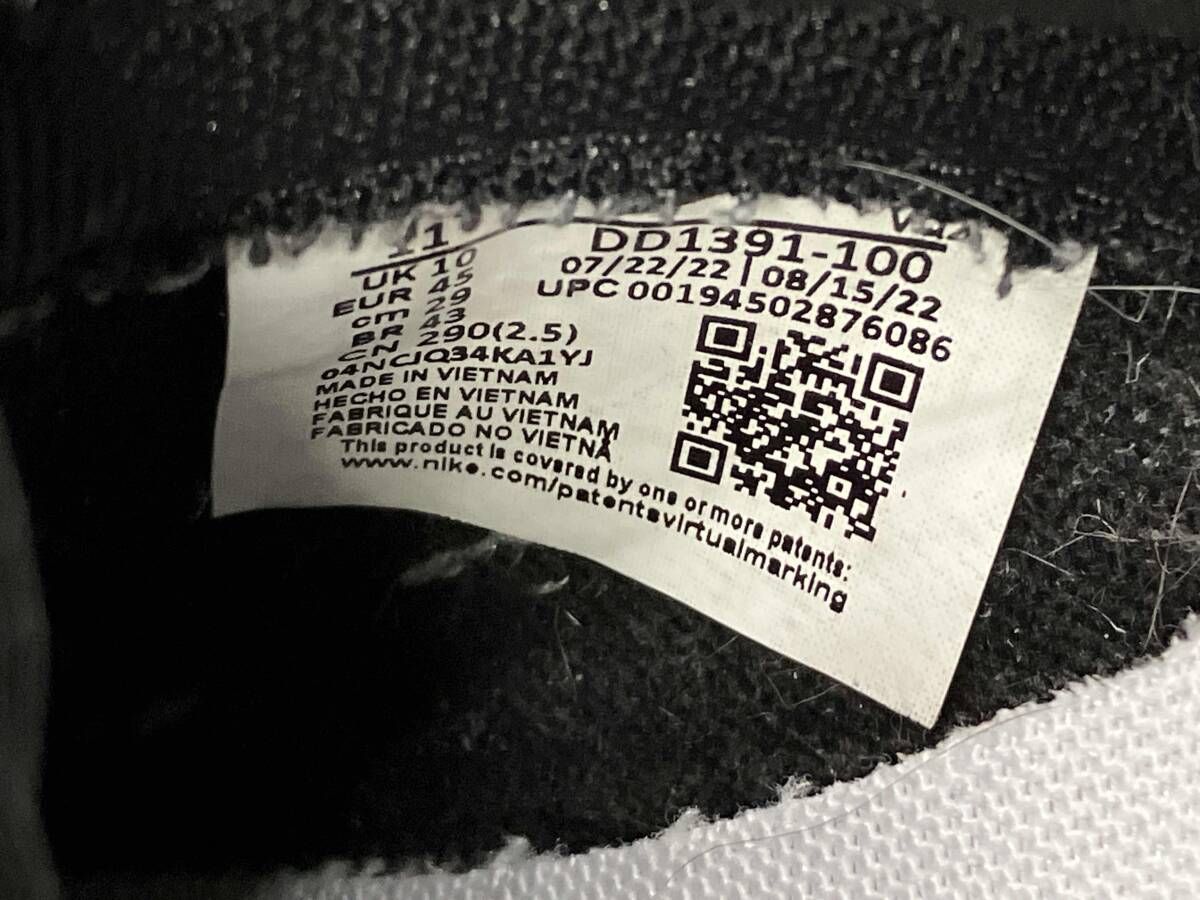 11
UK 10
EUR 45
cm 29
BR 43
CN 290(2.5)
MADE IN VIETNAM
HECHO EN VIETNAM
FABRIQUE AU VIETNAM
FABRICADO NO VIETNÃ
DD1391-100
07/22/22 | 08/15/22
UPC 00194502876086
This product is covered by one or more patents:
www.nike.com/patentsvirtualmarking